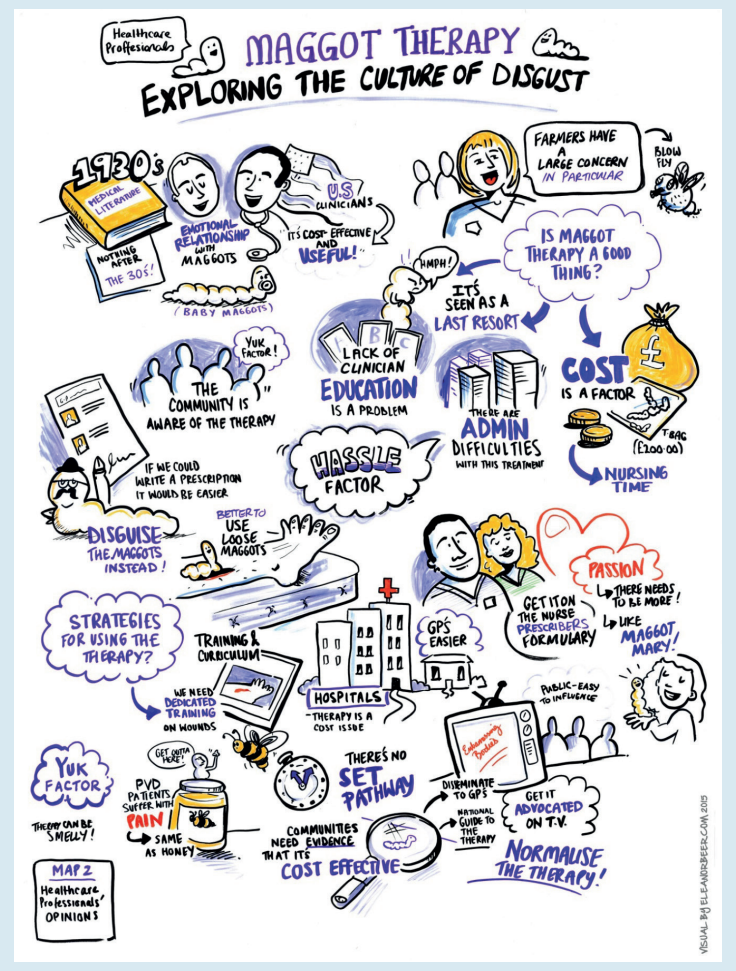 Healthcare
Proffesionals
MAGGOT THERAPY
EXPLORING THE CULTURE OF DISGUST
1930's
MEDICAL
LITERATURE
NOTHING
AFTER
THE 30s!
EMOTIONAL
RELATIONSHIP
WITH
MAGGOTS
(BABY MAGGOTS)
U.S
CLINICIANS
"IT'S COST-EFFECTIVE
AND
USEFUL!"
FARMERS HAVE
A
LARGE CONCERN
IN PARTICULAR
BLOW
FLY
IS MAGGOT
THERAPY A GOOD
THING?
HMPH!
IT'S
SEEN AS A
LAST RESORT
YUK
FACTOR!
THE
COMMUNITY IS
AWARE OF THE THERAPY
B C
LACK OF
CLINICIAN
EDUCATION
IS A PROBLEM
THERE ARE
ADMIN
DIFFICULTIES
WITH THIS TREATMENT
COST
IS A FACTOR
£
T-BAG
(£200.00)
NURSING
TIME
HASSLE
FACTOR
IF WE COULD
WRITE A PRESCRIPTION
IT WOULD BE EASIER
DISGUISE
THE MAGGOTS
INSTEAD!
BETTER TO
USE
LOOSE
MAGGOTS
STRATEGIES
FOR USING THE
THERAPY?
TRAINING &
CURRICULUM
WE NEED
DEDICATED
TRAINING
ON WOUNDS
HOSPITALS
THERAPY IS A
COST ISSUE
GP'S
EASIER
GET IT ON
THE NURSE
PRESCRIBERS
FORMULARY
PASSION
THERE NEEDS
TO BE MORE!
LIKE
MAGGOT
MARY!
PUBLIC-EASY
TO INFLUENCE
YUK
FACTOR
THERAPY CAN BE
SMELLY!
GET OUTTA
HERE!
PVD
PATIENTS
SUFFER WITH
PAIN
SAME
AS HONEY
THERE'S NO
SET
PATHWAY
COMMUNITIES
NEED EVIDENCE
THAT IT'S
COST EFFECTIVE
Embarrassing
Bodies
DISEMINATE
TO GP'S
NATIONAL
GUIDE TO
THE
THERAPY
GET IT
ADVOCATED
ON T.V.
NORMALISE
THE THERAPY!
MAP 2
Healthcare
Professionals'
OPINIONS
VISUAL BY ELEANORBEER.COM 2015